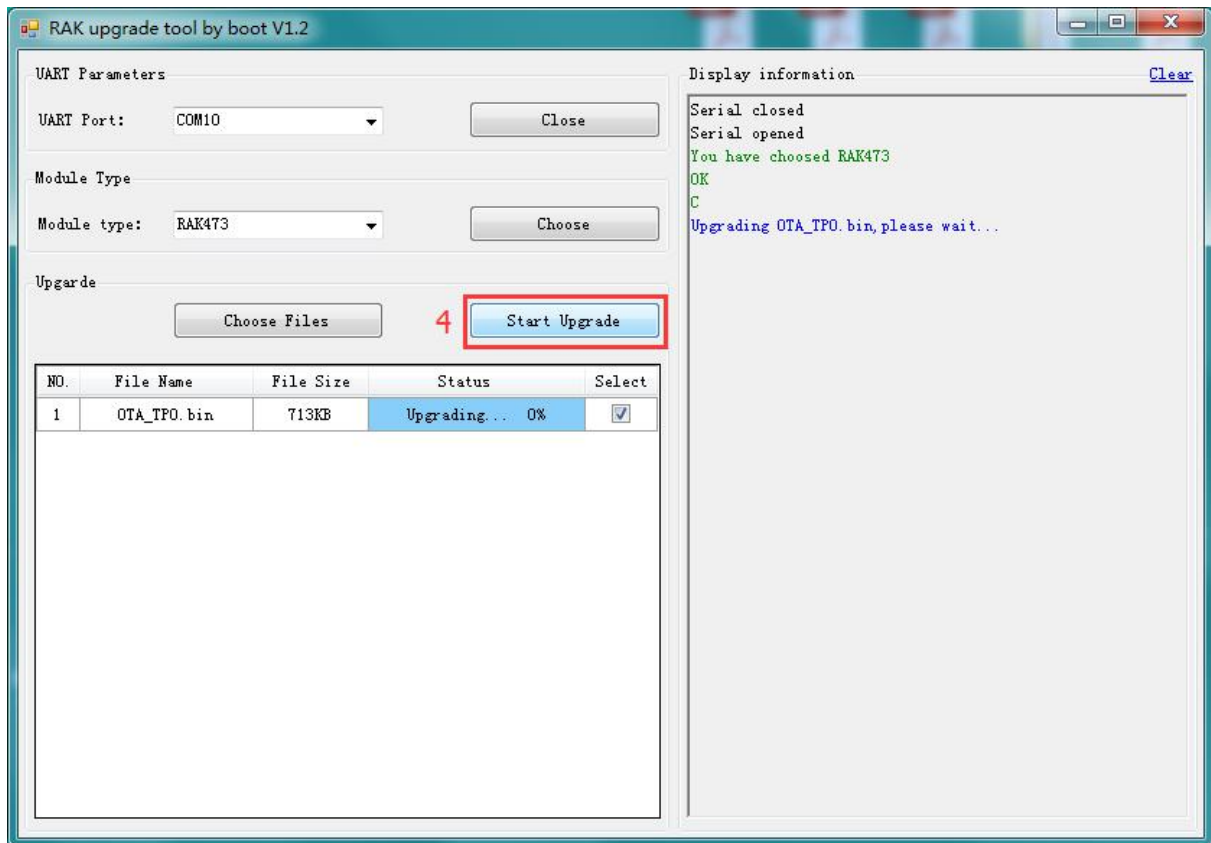 RAK upgrade tool by boot V1.2
UART Parameters
UART Port: COM10 Close
Module Type
Module type: RAK473 Choose
Upgarde
Choose Files 4 Start Upgrade
NO. File Name File Size Status Select
1 OTA_TPO.bin 713KB Upgrading... 0%
Display information Clear
Serial closed
Serial opened
You have choosed RAK473
OK
C
Upgrading OTA_TPO.bin,please wait...